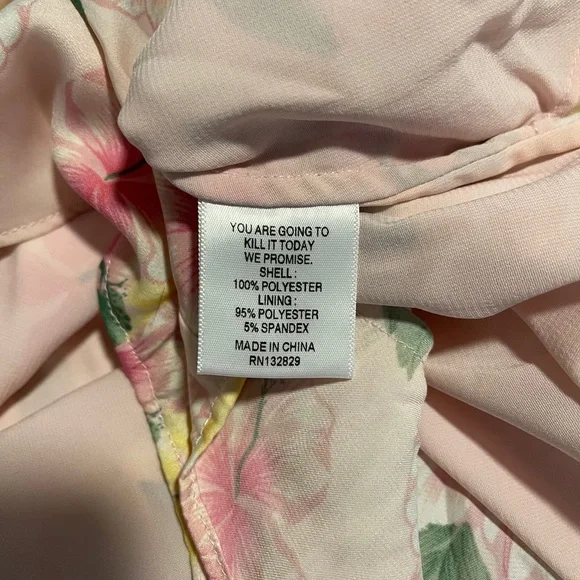 YOU ARE GOING TO
KILL IT TODAY
WE PROMISE.
SHELL :
100% POLYESTER
LINING :
95% POLYESTER
5% SPANDEX
MADE IN CHINA
RN132829